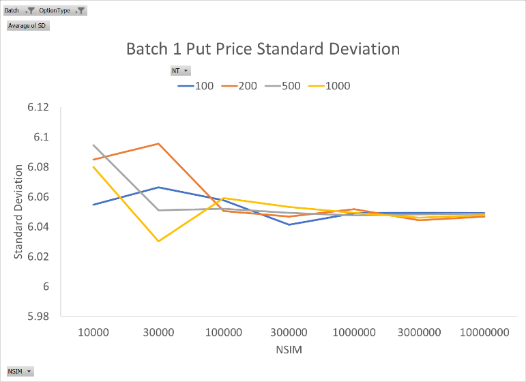 Batch OptionType
Average of SD
Batch 1 Put Price Standard Deviation
NT
100 200 500 1000
6.12
6.1
6.08
6.06
6.04
6.02
6
5.98
Standard Deviation
10000 30000 100000 300000 1000000 3000000 10000000
NSIM
NSIM